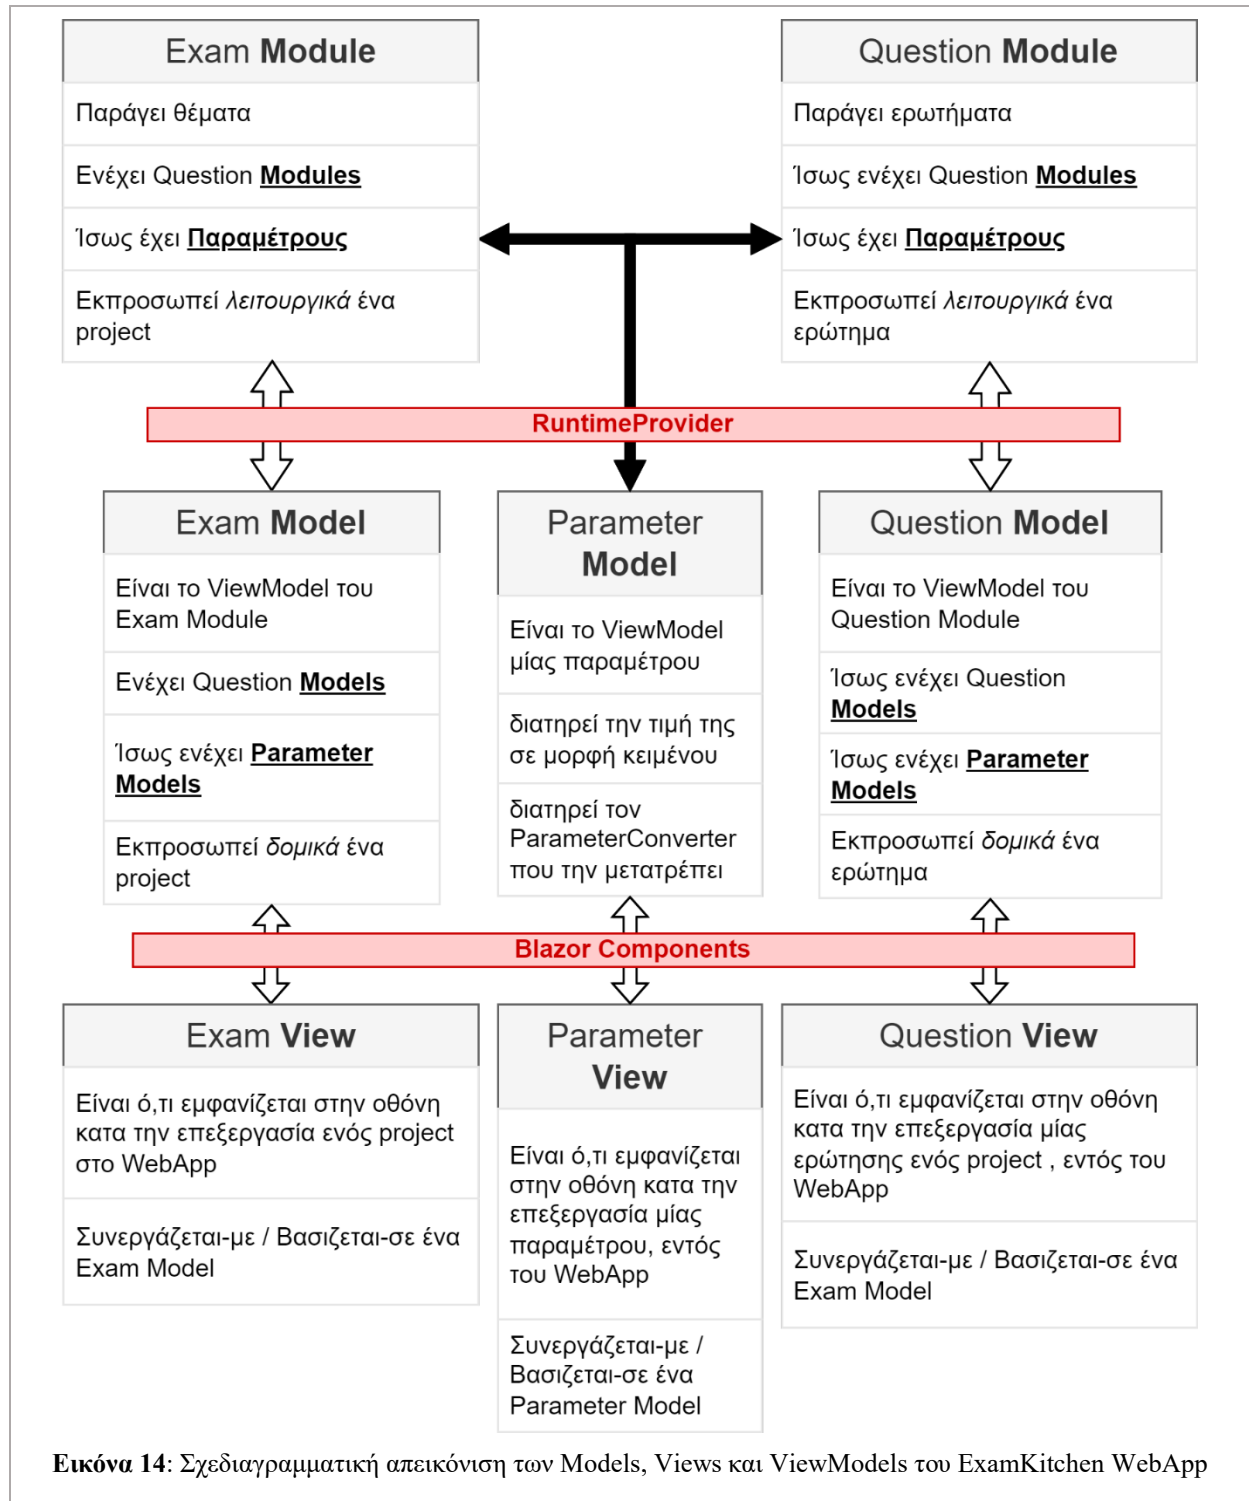 Exam Module
Παράγει θέματα
Ενέχει Question Modules
Ίσως έχει Παραμέτρους
Εκπροσωπεί λειτουργικά ένα
project
Question Module
Παράγει ερωτήματα
Ίσως ενέχει Question Modules
Ίσως έχει Παραμέτρους
Εκπροσωπεί λειτουργικά ένα
ερώτημα
RuntimeProvider
Exam Model
Είναι το ViewModel του
Exam Module
Ενέχει Question Models
Ίσως ενέχει Parameter
Models
Εκπροσωπεί δομικά ένα
project
Parameter
Model
Είναι το ViewModel
μίας παραμέτρου
διατηρεί την τιμή της
σε μορφή κειμένου
διατηρεί τον
ParameterConverter
που την μετατρέπει
Question Model
Είναι το ViewModel του
Question Module
Ίσως ενέχει Question
Models
Ίσως ενέχει Parameter
Models
Εκπροσωπεί δομικά ένα
ερώτημα
Blazor Components
Exam View
Είναι ό,τι εμφανίζεται στην οθόνη
κατα την επεξεργασία ενός project
στο WebApp
Συνεργάζεται-με / Βασιζεται-σε ένα
Exam Model
Parameter
View
Είναι ό,τι εμφανίζεται
στην οθόνη κατα την
επεξεργασία μίας
παραμέτρου, εντός
του WebApp
Συνεργάζεται-με /
Βασιζεται-σε ένα
Parameter Model
Question View
Είναι ό,τι εμφανίζεται στην οθόνη
κατα την επεξεργασία μίας
ερώτησης ενός project , εντός του
WebApp
Συνεργάζεται-με / Βασιζεται-σε ένα
Exam Model
Εικόνα 14: Σχεδιαγραμματική απεικόνιση των Models, Views και ViewModels του ExamKitchen WebApp